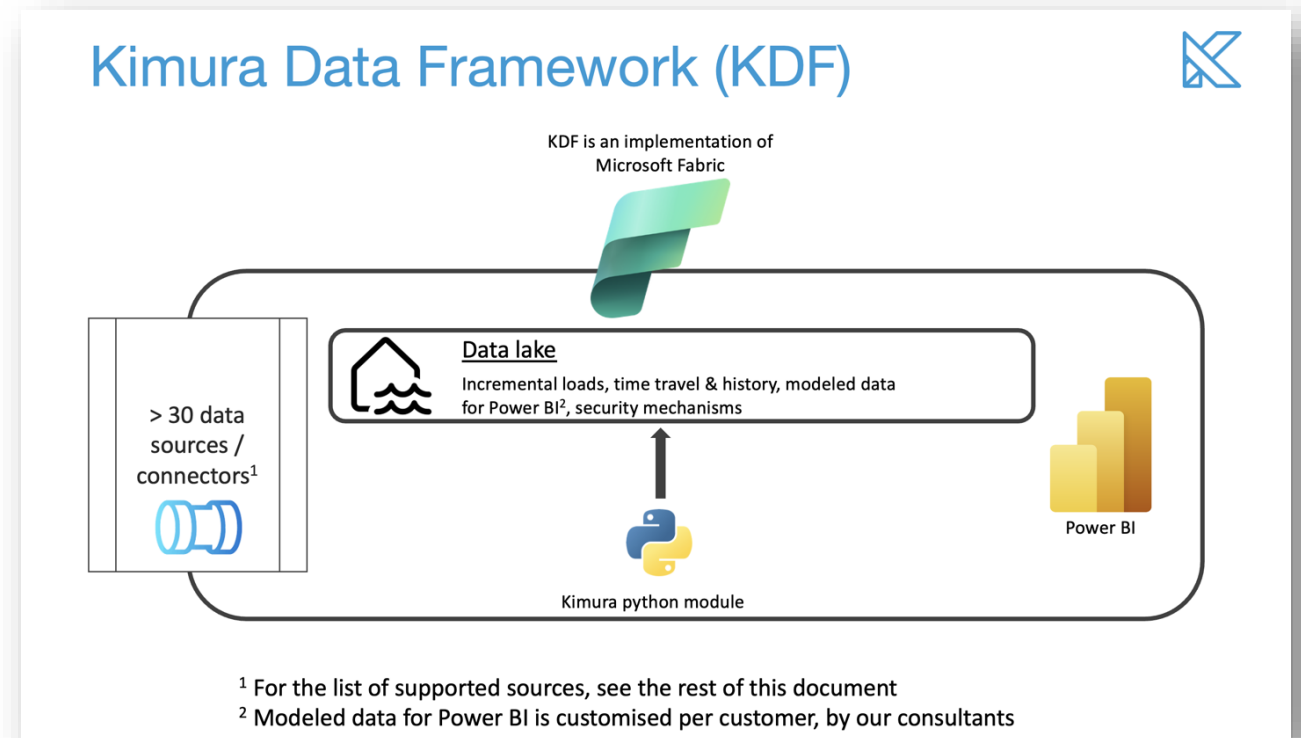 Kimura Data Framework (KDF)
KDF is an implementation of
Microsoft Fabric
Data lake
Incremental loads, time travel & history, modeled data
for Power BI², security mechanisms
> 30 data
sources /
connectors¹
Power BI
Kimura python module
¹ For the list of supported sources, see the rest of this document
² Modeled data for Power BI is customised per customer, by our consultants